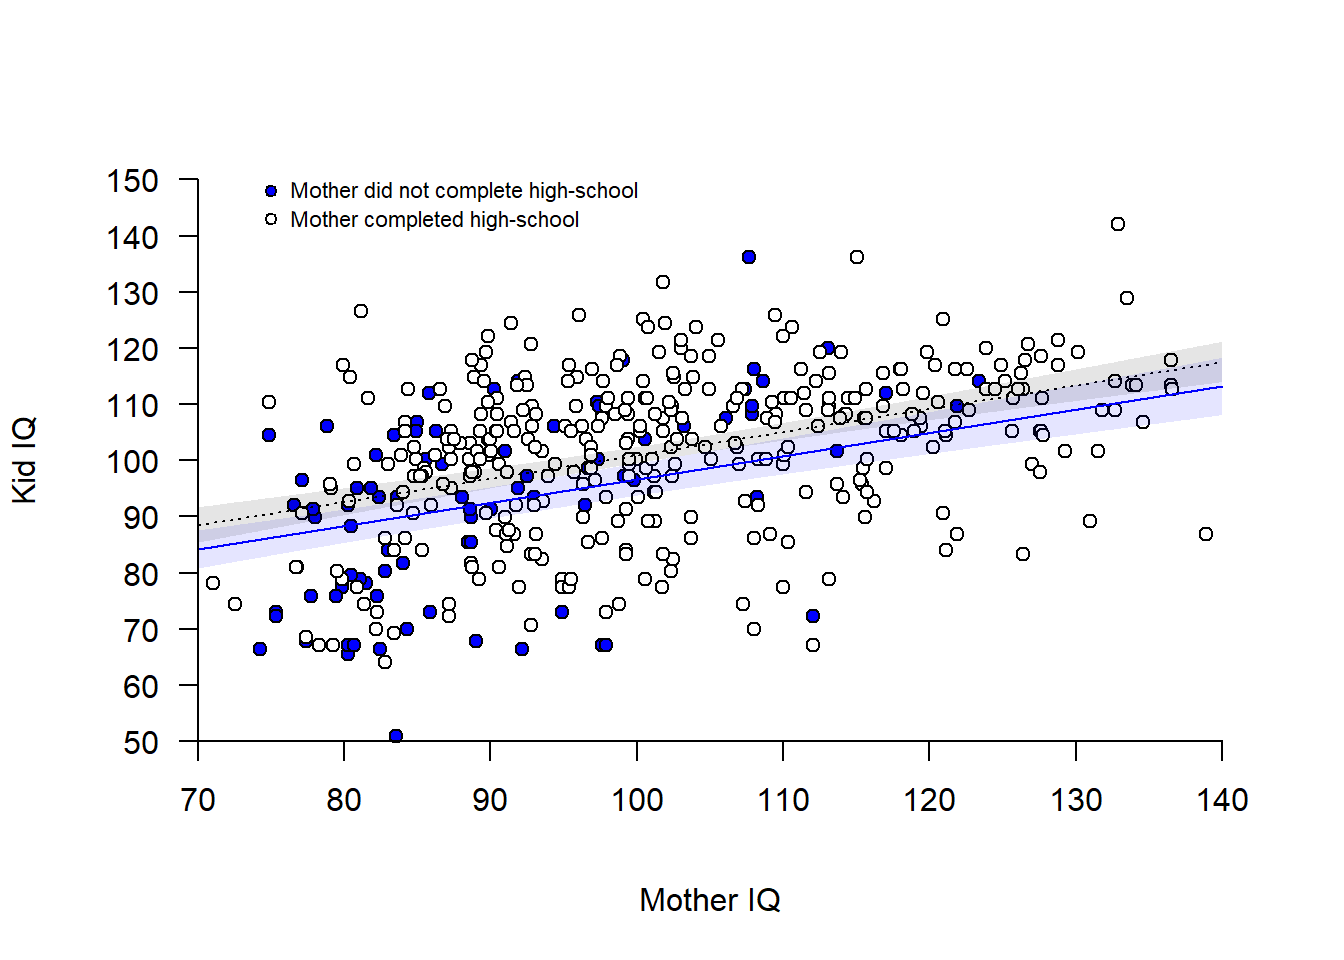 150
Mother did not complete high-school
Mother completed high-school
140
130
120
110
100
90
80
70
60
50
Kid IQ
70 80 90 100 110 120 130 140
Mother IQ